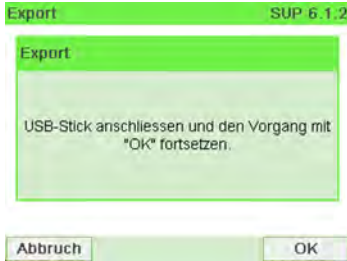 Export SUP 6.1.2
Export
USB-Stick anschliessen und den Vorgang mit
"OK" fortsetzen.
Abbruch OK